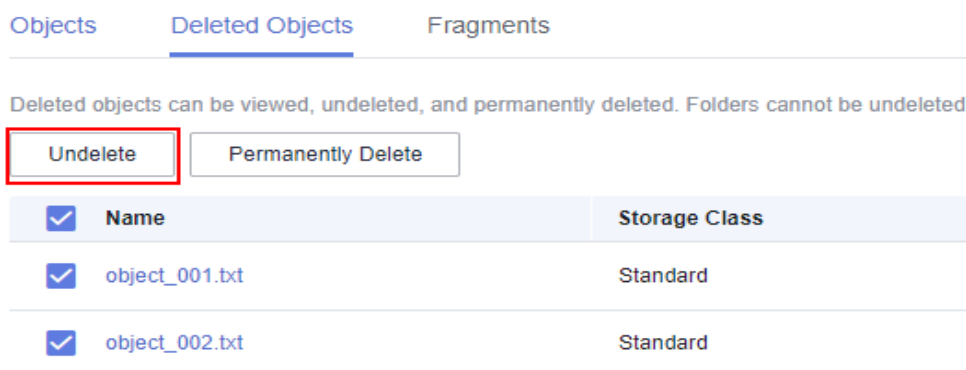 Objects Deleted Objects Fragments
Deleted objects can be viewed, undeleted, and permanently deleted. Folders cannot be undeleted
Undelete Permanently Delete
Name Storage Class
object_001.txt Standard
object_002.txt Standard